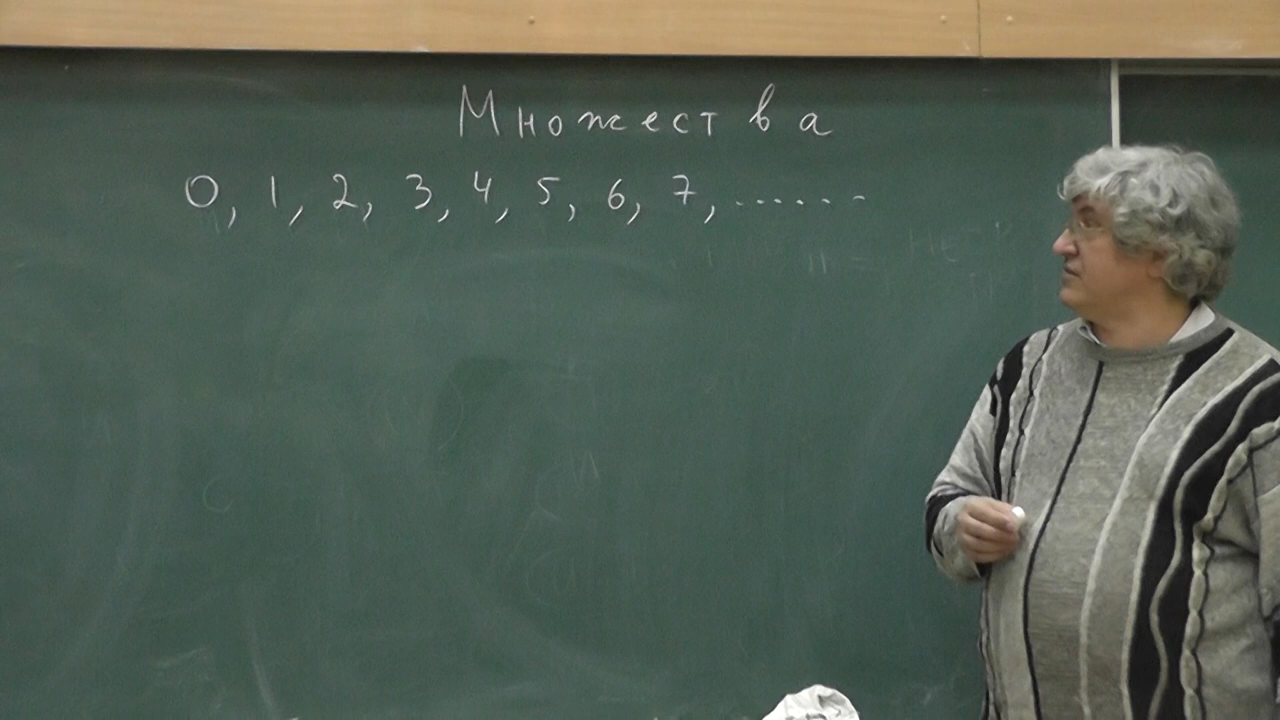 Множества
0, 1, 2, 3, 4, 5, 6, 7, ......